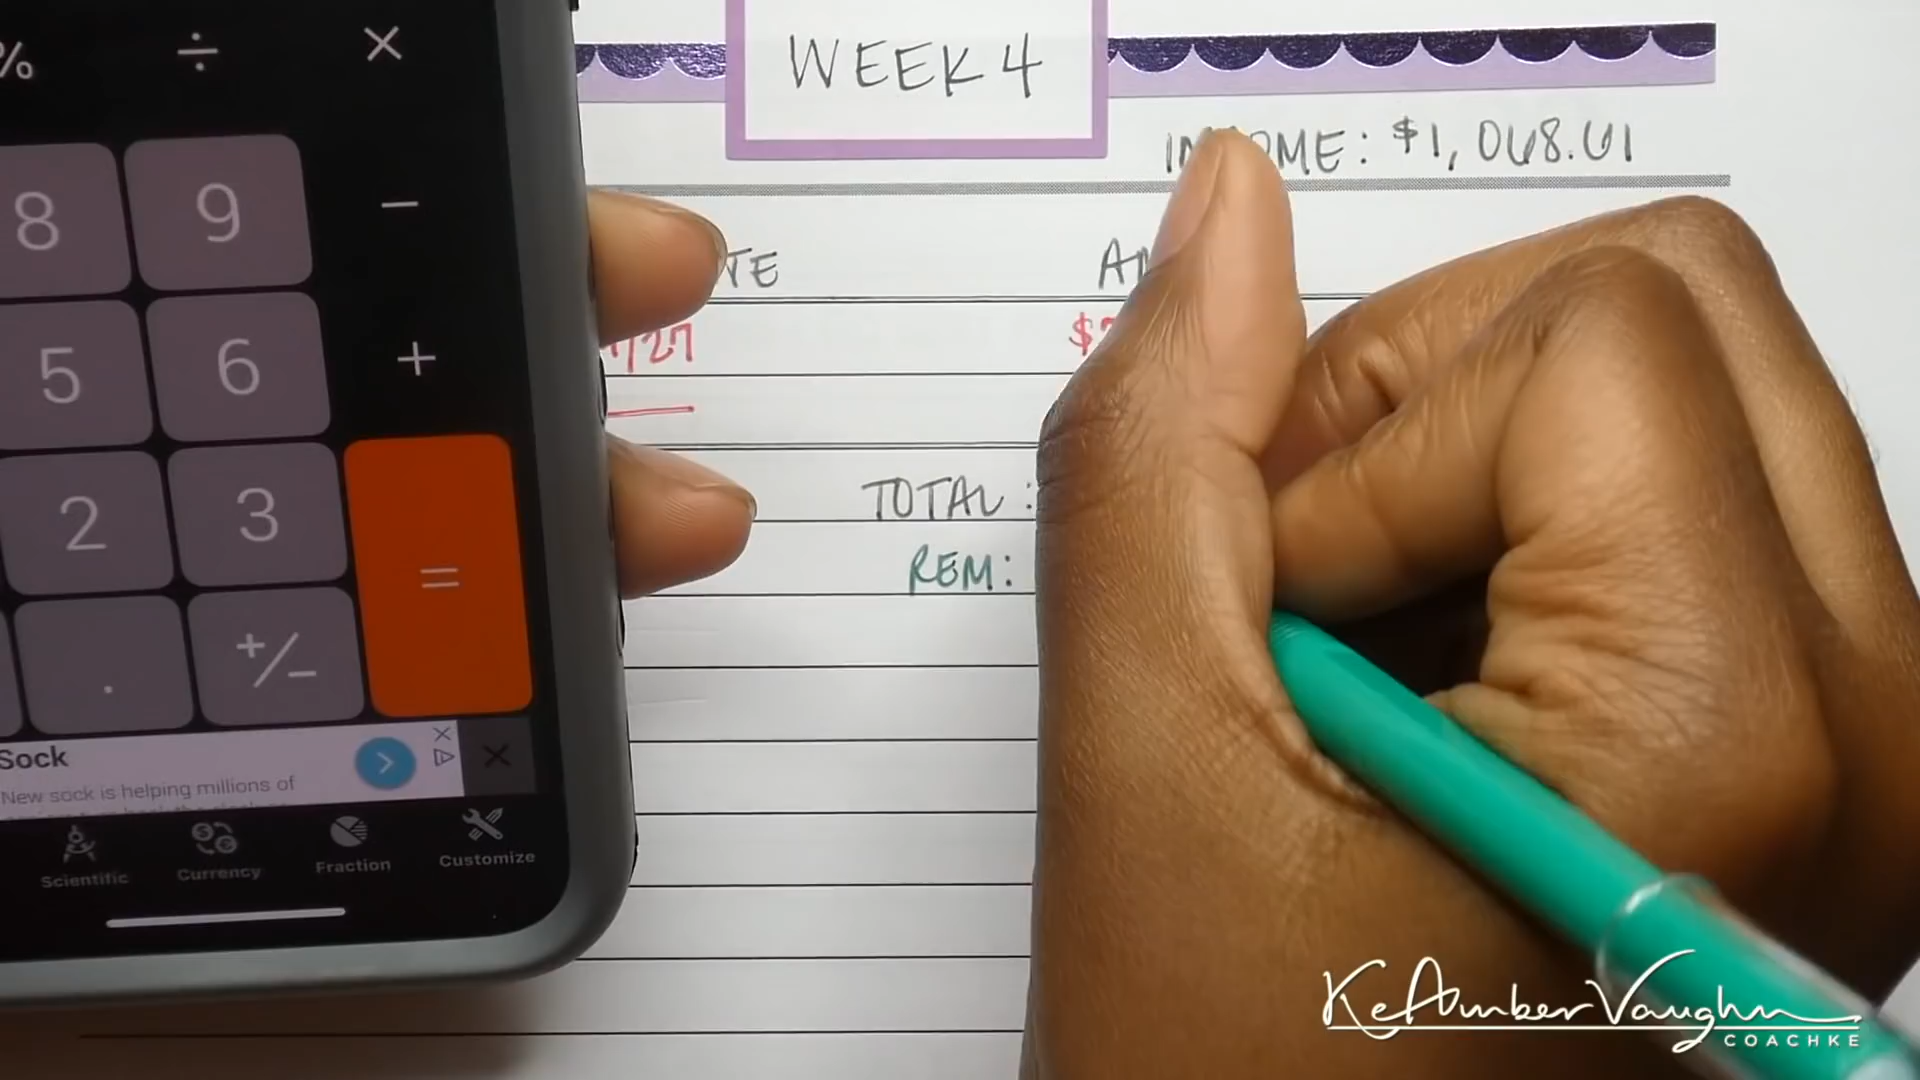 % ÷ ×
WEEK 4
INCOME: $1,068.61
8 9 −
5 6 +
2 3 =
. +/−
TOTAL:
REM:
Sock
New sock is helping millions of
Scientific Currency Fraction Customize
KeAmber Vaughn
COACHKE